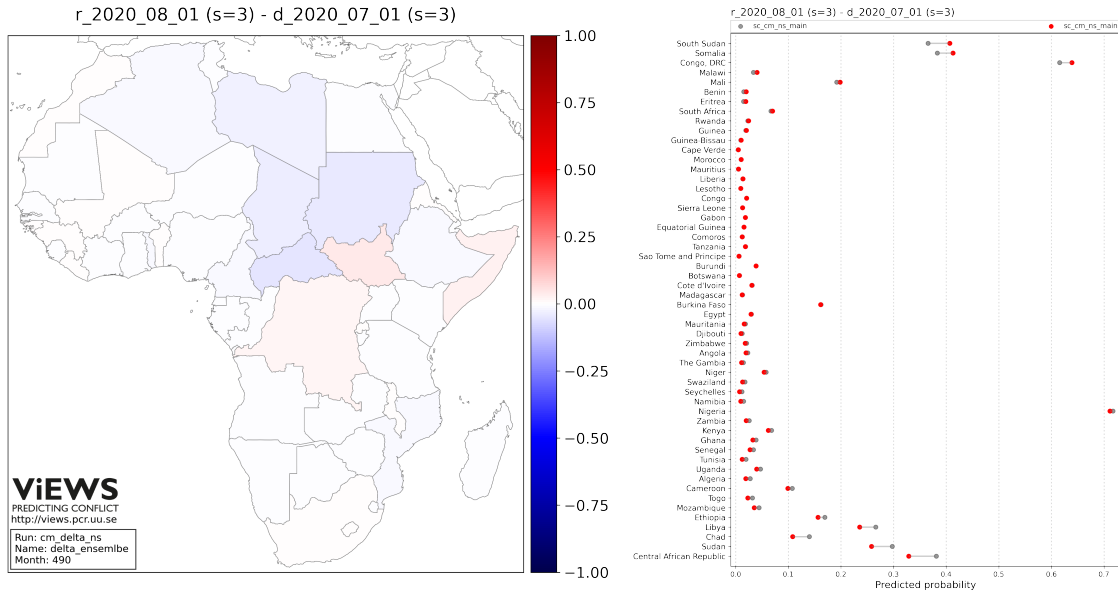 r_2020_08_01 (s=3) - d_2020_07_01 (s=3)
1.00
0.75
0.50
0.25
0.00
−0.25
−0.50
−0.75
−1.00
ViEWS
PREDICTING CONFLICT
http://views.pcr.uu.se
Run: cm_delta_ns
Name: delta_ensemlbe
Month: 490
r_2020_08_01 (s=3) - d_2020_07_01 (s=3)
sc_cm_ns_main
sc_cm_ns_main
South Sudan
Somalia
Congo, DRC
Malawi
Mali
Benin
Eritrea
South Africa
Rwanda
Guinea
Guinea Bissau
Cape Verde
Morocco
Mauritius
Liberia
Lesotho
Congo
Sierra Leone
Gabon
Equatorial Guinea
Comoros
Tanzania
Sao Tome and Principe
Burundi
Botswana
Cote d'Ivoire
Madagascar
Burkina Faso
Egypt
Mauritania
Djibouti
Zimbabwe
Angola
The Gambia
Niger
Swaziland
Seychelles
Namibia
Nigeria
Zambia
Kenya
Ghana
Senegal
Tunisia
Uganda
Algeria
Cameroon
Togo
Mozambique
Ethiopia
Libya
Chad
Sudan
Central African Republic
0.0 0.1 0.2 0.3 0.4 0.5 0.6 0.7
Predicted probability